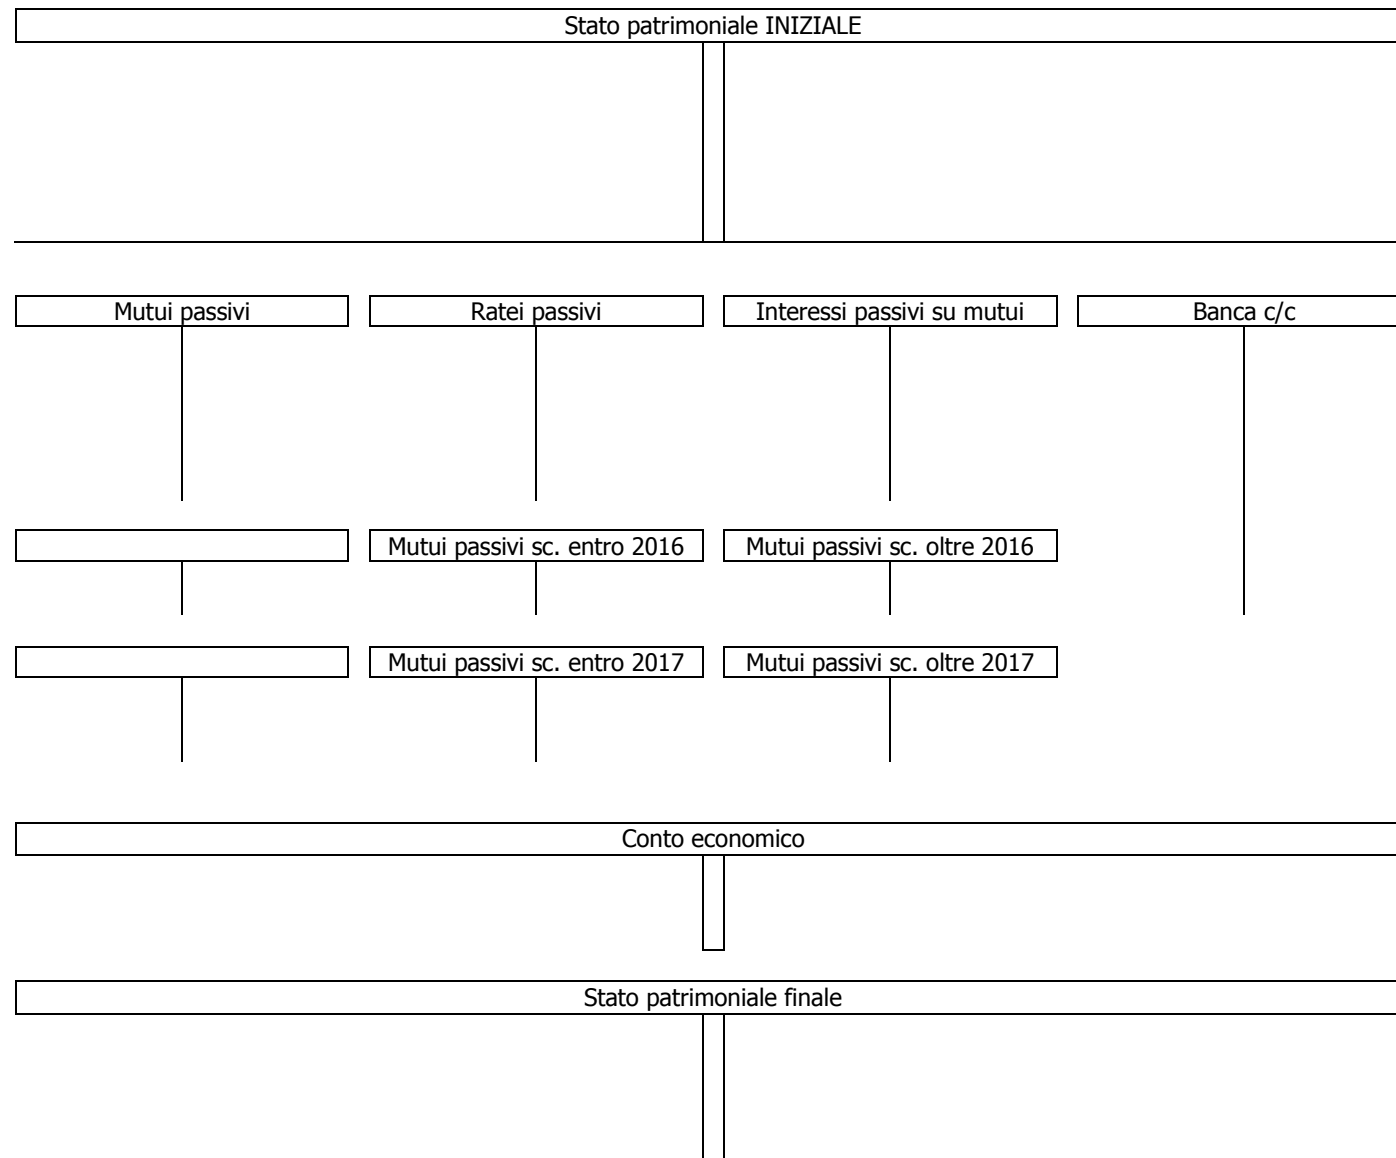 Stato patrimoniale INIZIALE
Mutui passivi
Ratei passivi
Interessi passivi su mutui
Banca c/c
Mutui passivi sc. entro 2016
Mutui passivi sc. oltre 2016
Mutui passivi sc. entro 2017
Mutui passivi sc. oltre 2017
Conto economico
Stato patrimoniale finale